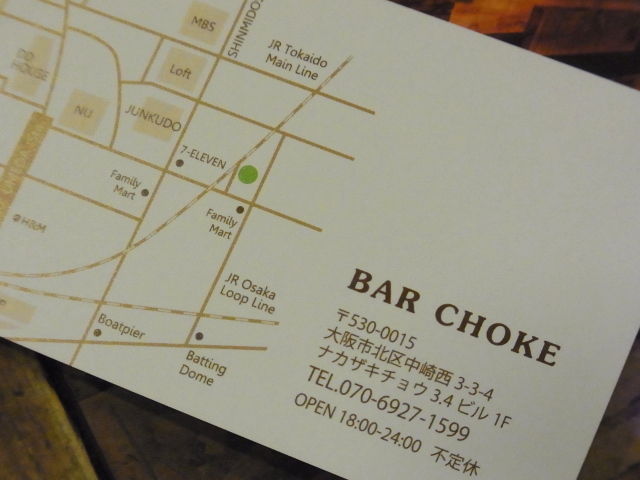 MBS
SHINMIDO
JR Tokaido
Main Line
Loft
DD
HOUSE
NU
JUNKUDO
7-ELEVEN
Family
Mart
Family
Mart
HRM
JR Osaka
Loop Line
Boatpier
Batting
Dome
BAR CHOKE
〒530-0015
大阪市北区中崎西 3-3-4
ナカザキチョウ 3.4 ビル 1F
TEL.070-6927-1599
OPEN 18:00-24:00 不定休